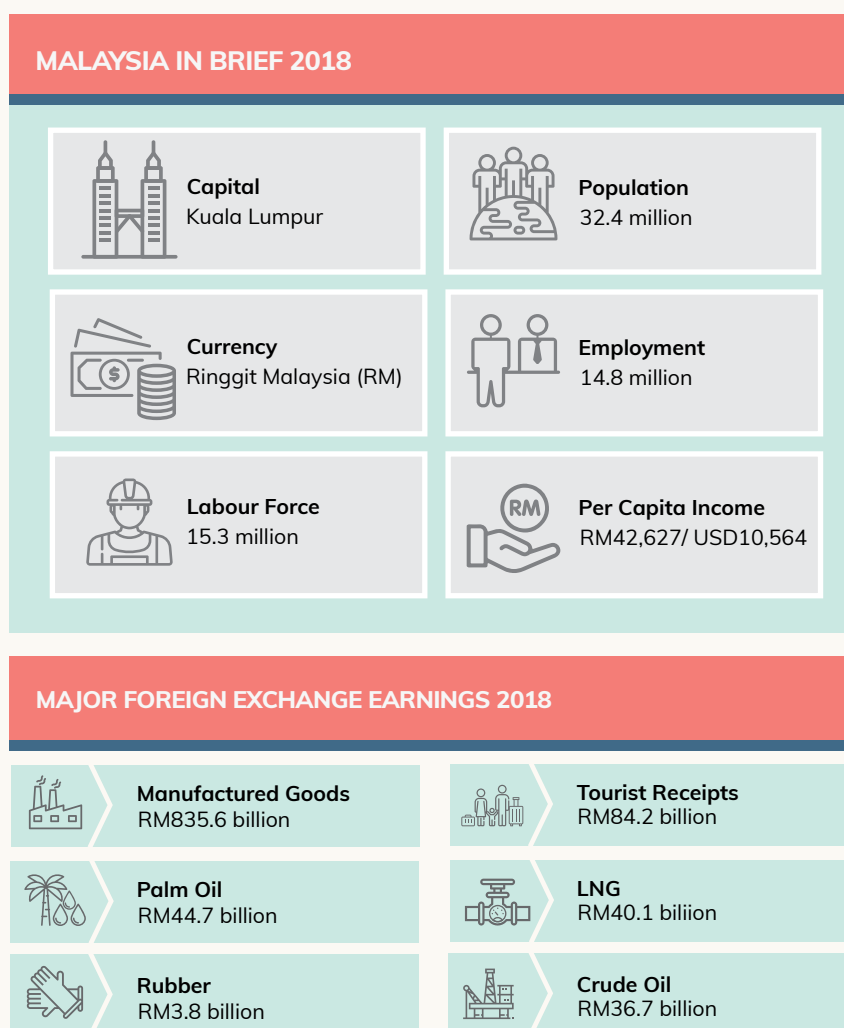 MALAYSIA IN BRIEF 2018
Capital
Kuala Lumpur
Population
32.4 million
Currency
Ringgit Malaysia (RM)
$
Employment
14.8 million
Labour Force
15.3 million
RM
Per Capita Income
RM42,627/ USD10,564
MAJOR FOREIGN EXCHANGE EARNINGS 2018
Manufactured Goods
RM835.6 billion
Tourist Receipts
RM84.2 billion
Palm Oil
RM44.7 billion
LNG
RM40.1 biliion
Rubber
RM3.8 billion
Crude Oil
RM36.7 billion